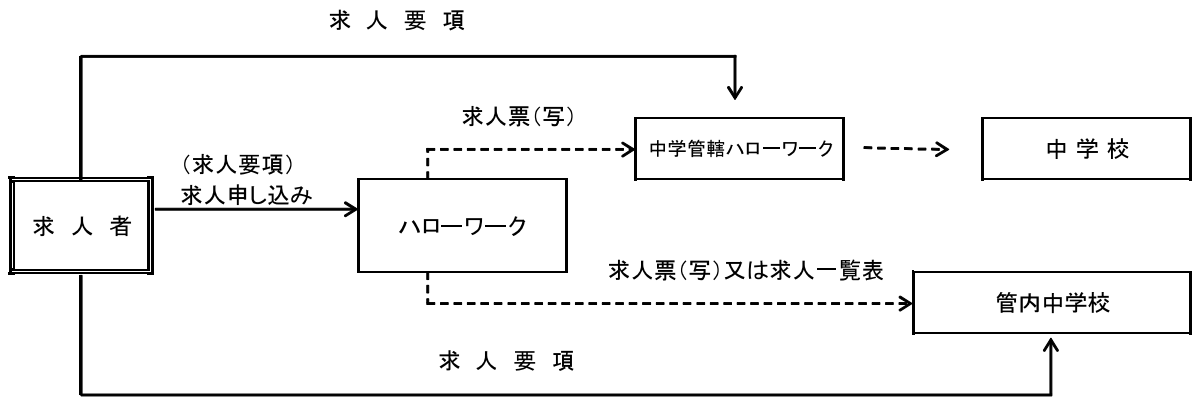 求 人 要 項
求人票(写)
中学管轄ハローワーク
中 学 校
(求人要項)
求人申し込み
求 人 者
ハローワーク
求人票(写)又は求人一覧表
管内中学校
求 人 要 項